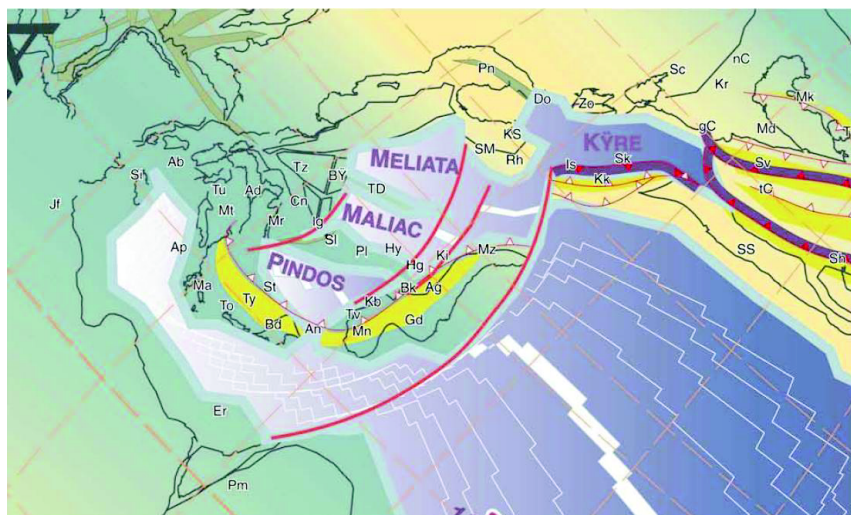 Pn
Sc
nC
Kr
Mk
Do
Zo
KS
Md
gC
KŸRE
SM
Rh
Is
Sk
Sv
Kk
tC
Ab
Tz
BY
MELIATA
Jf
Si
Tu
Ad
TD
Mt
Cn
Mr
Ig
MALIAC
Ap
Sl
Pl
Hy
Ki
Mz
SS
Hg
Sh
PINDOS
Ma
Ty
St
Bk
Ag
To
Kb
Tv
Bd
An
Mn
Gd
Er
Pm